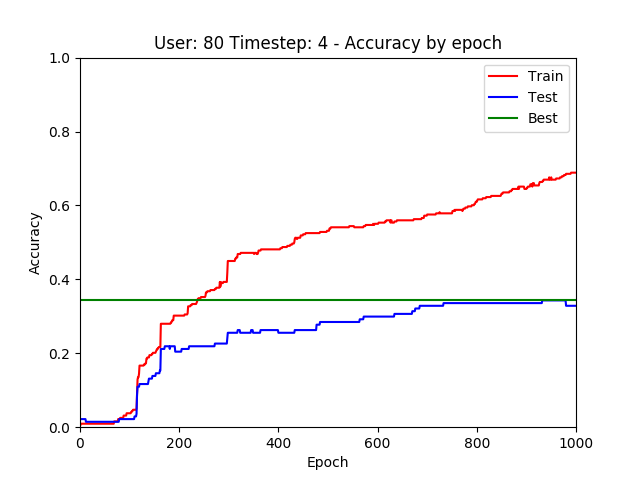 User: 80 Timestep: 4 - Accuracy by epoch
1.0
0.8
0.6
0.4
0.2
0.0
Accuracy
Train
Test
Best
0 200 400 600 800 1000
Epoch